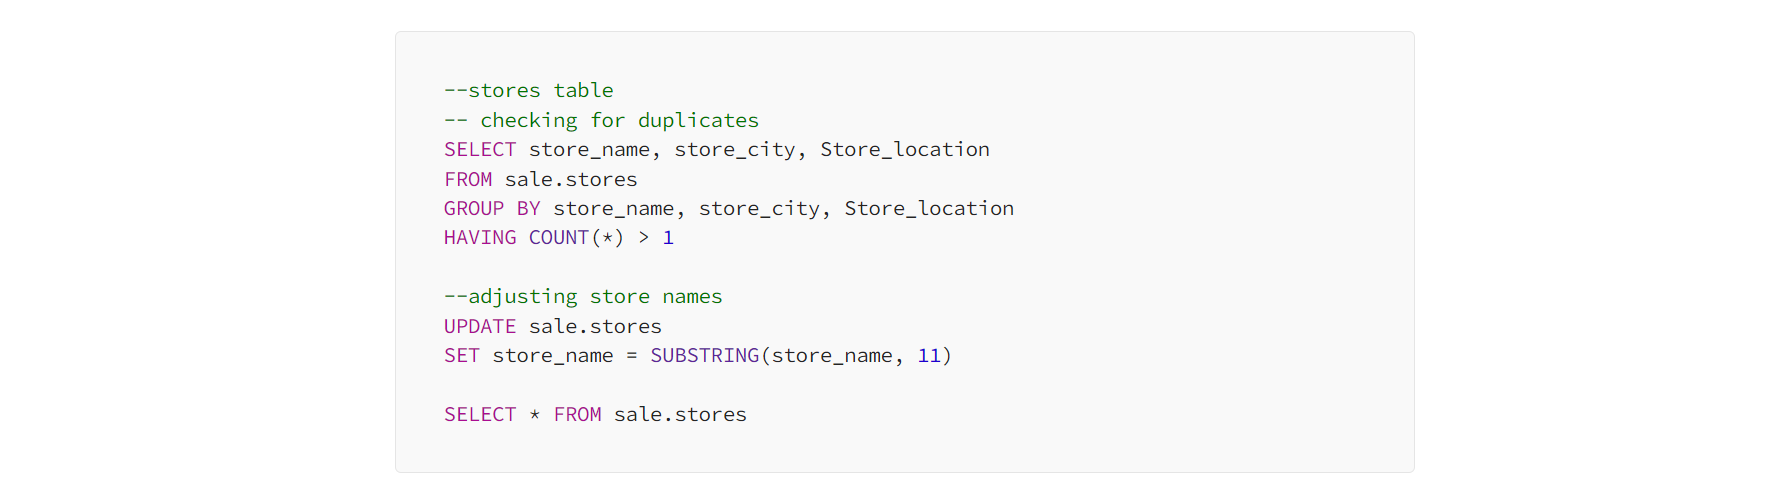 --stores table
-- checking for duplicates
SELECT store_name, store_city, Store_location
FROM sale.stores
GROUP BY store_name, store_city, Store_location
HAVING COUNT(*) > 1
--adjusting store names
UPDATE sale.stores
SET store_name = SUBSTRING(store_name, 11)
SELECT * FROM sale.stores